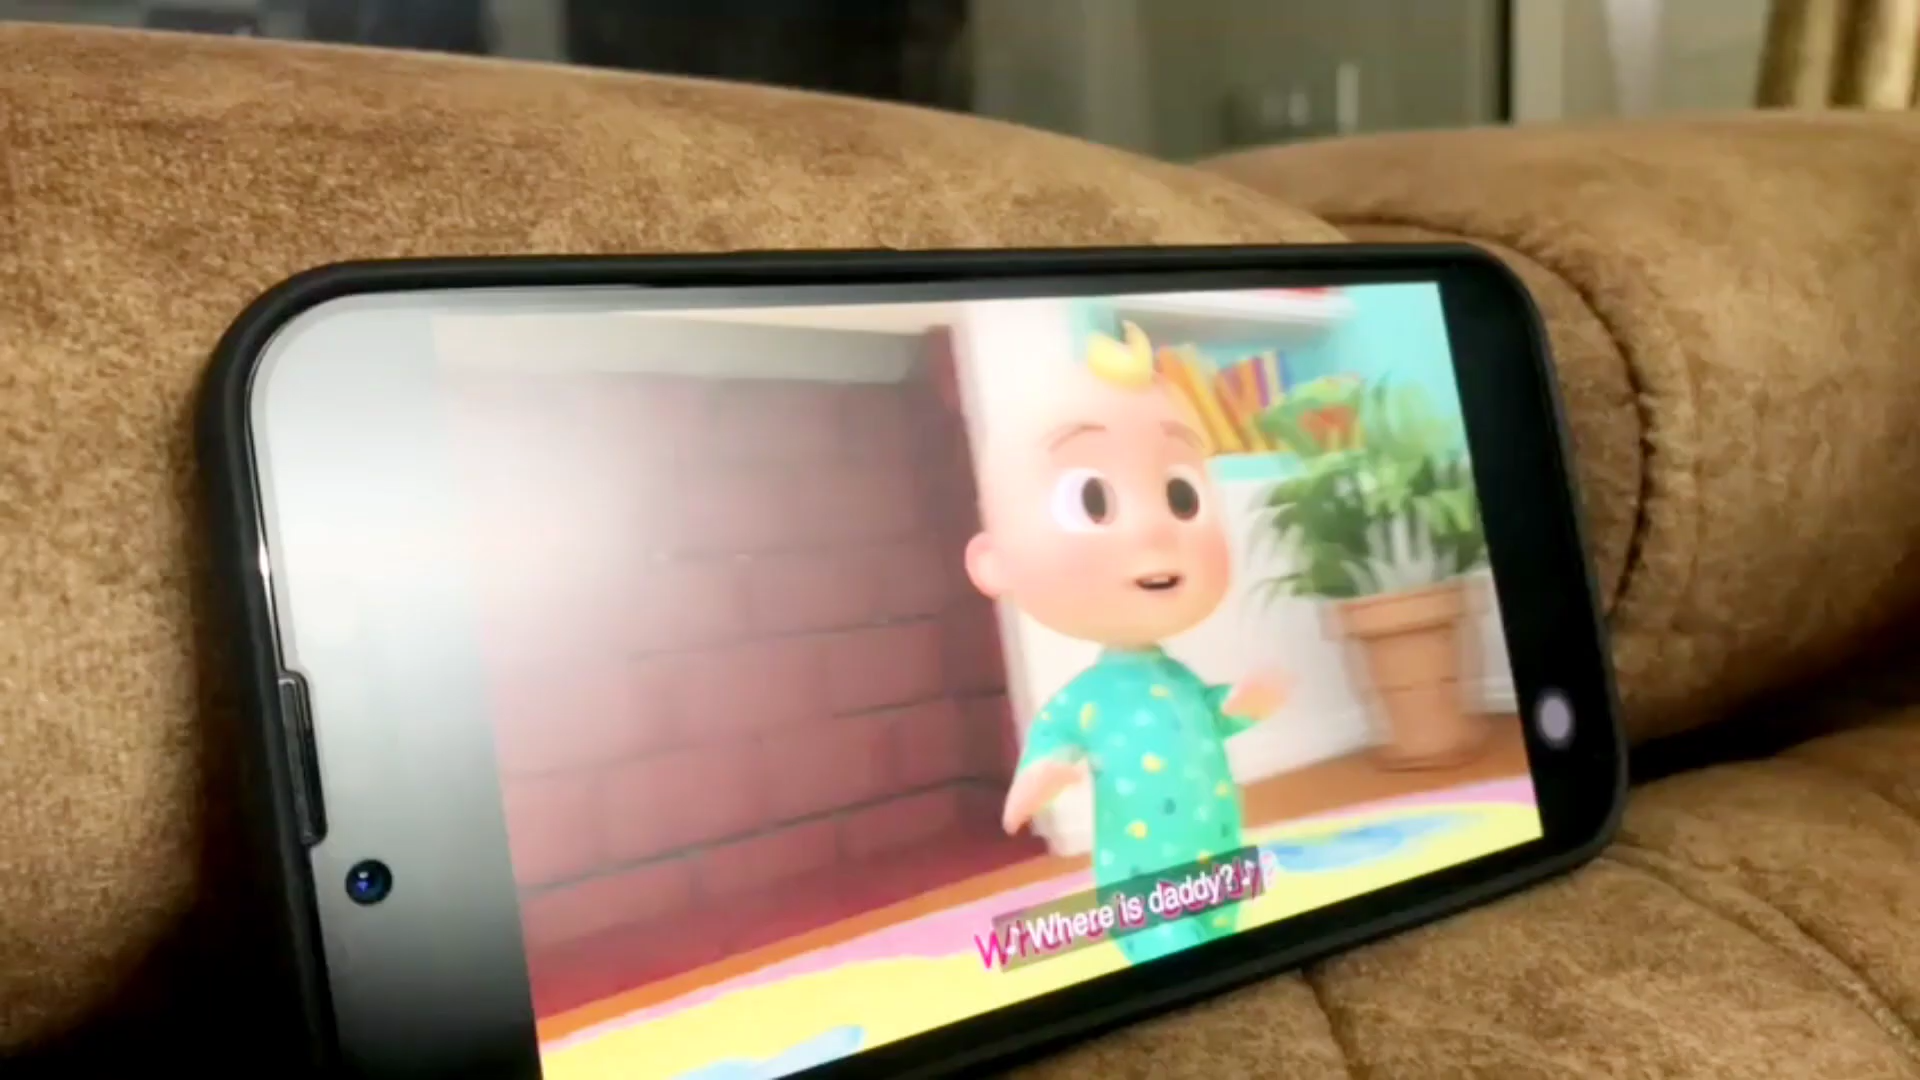 ♪ Where is daddy? ♪